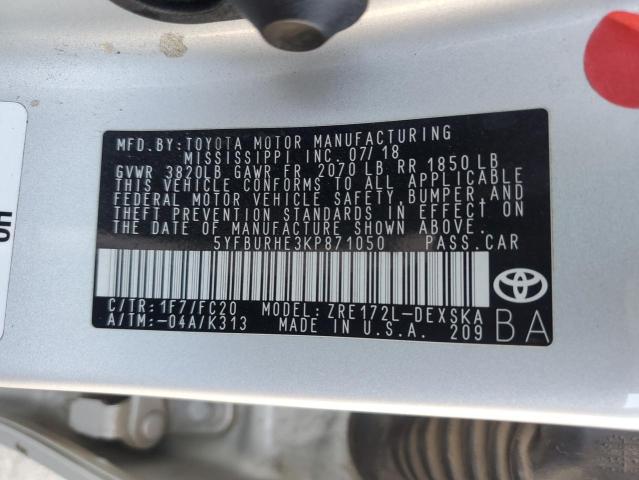 MFD.BY:TOYOTA MOTOR MANUFACTURING
MISSISSIPPI INC. 07/18
GVWR 3820LB GAWR FR 2070 LB RR 1850 LB
THIS VEHICLE CONFORMS TO ALL APPLICABLE
FEDERAL MOTOR VEHICLE SAFETY, BUMPER, AND
THEFT PREVENTION STANDARDS IN EFFECT ON
THE DATE OF MANUFACTURE SHOWN ABOVE.
5YFBURHE3KP871050 PASS.CAR
C/TR:1F7/FC20 MODEL:ZRE172L-DEXSKA
A/TM:-04A/K313 MADE IN U.S.A. 209
BA